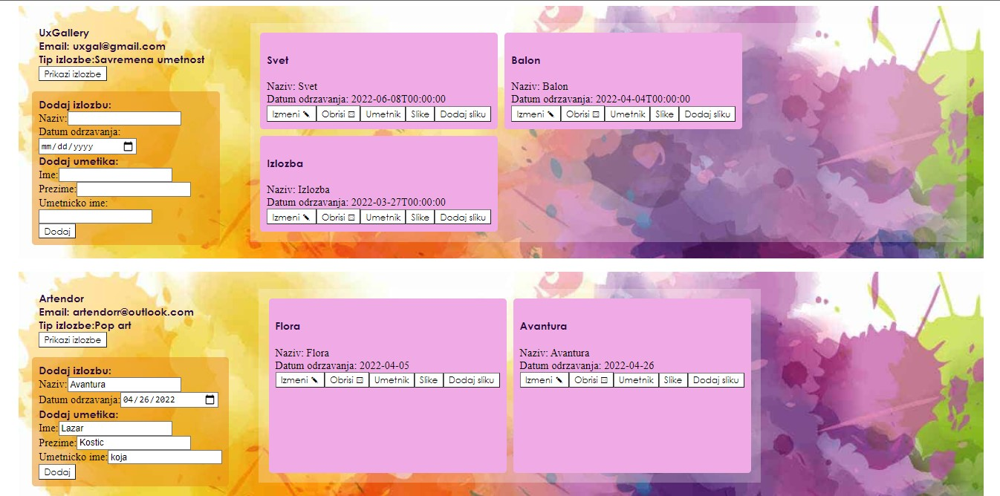 UxGallery
Email: uxgal@gmail.com
Tip izlozbe:Savremena umetnost
Prikazi izlozbe
Dodaj izlozbu:
Naziv:
Datum odrzavanja:
mm/dd/yyyy
Dodaj umetika:
Ime:
Prezime:
Umetnicko ime:
Dodaj
Svet
Naziv: Svet
Datum odrzavanja: 2022-06-08T00:00:00
Izmeni Obrisi Umetnik Slike Dodaj sliku
Balon
Naziv: Balon
Datum odrzavanja: 2022-04-04T00:00:00
Izmeni Obrisi Umetnik Slike Dodaj sliku
Izlozba
Naziv: Izlozba
Datum odrzavanja: 2022-03-27T00:00:00
Izmeni Obrisi Umetnik Slike Dodaj sliku
Artendor
Email: artendorr@outlook.com
Tip izlozbe:Pop art
Prikazi izlozbe
Dodaj izlozbu:
Naziv: Avantura
Datum odrzavanja: 04/26/2022
Dodaj umetika:
Ime: Lazar
Prezime: Kostic
Umetnicko ime: koja
Dodaj
Flora
Naziv: Flora
Datum odrzavanja: 2022-04-05
Izmeni Obrisi Umetnik Slike Dodaj sliku
Avantura
Naziv: Avantura
Datum odrzavanja: 2022-04-26
Izmeni Obrisi Umetnik Slike Dodaj sliku